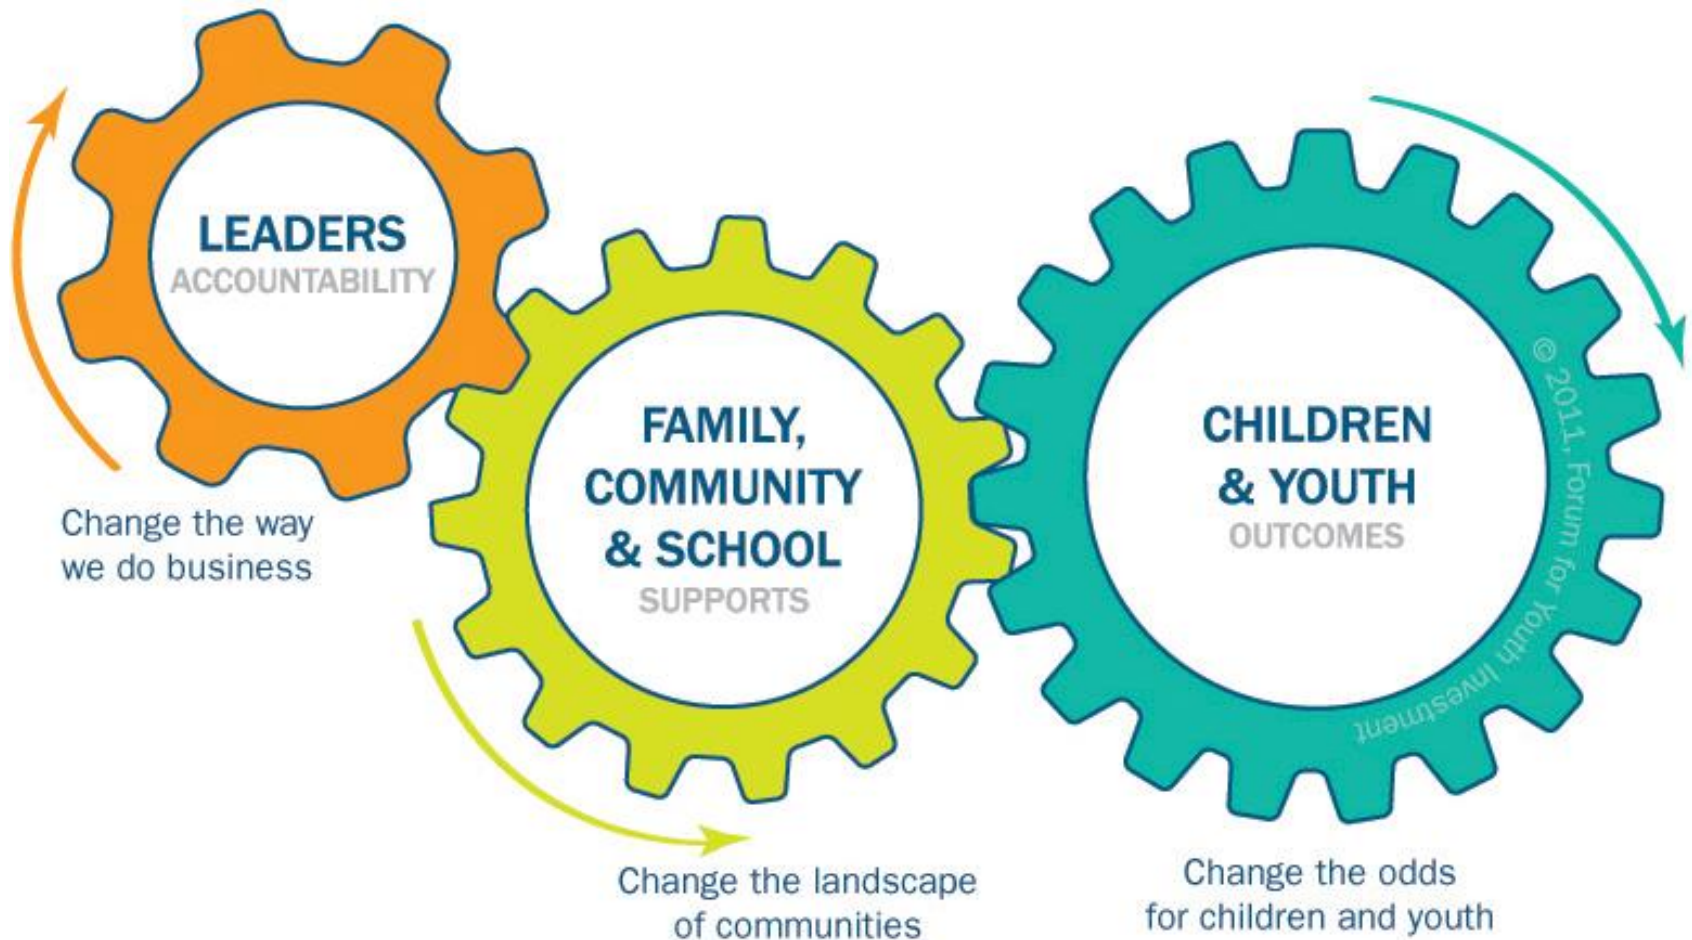 LEADERS
ACCOUNTABILITY
Change the way
we do business
FAMILY,
COMMUNITY
& SCHOOL
SUPPORTS
Change the landscape
of communities
CHILDREN
& YOUTH
OUTCOMES
© 2011, Forum for Youth Investment
Change the odds
for children and youth